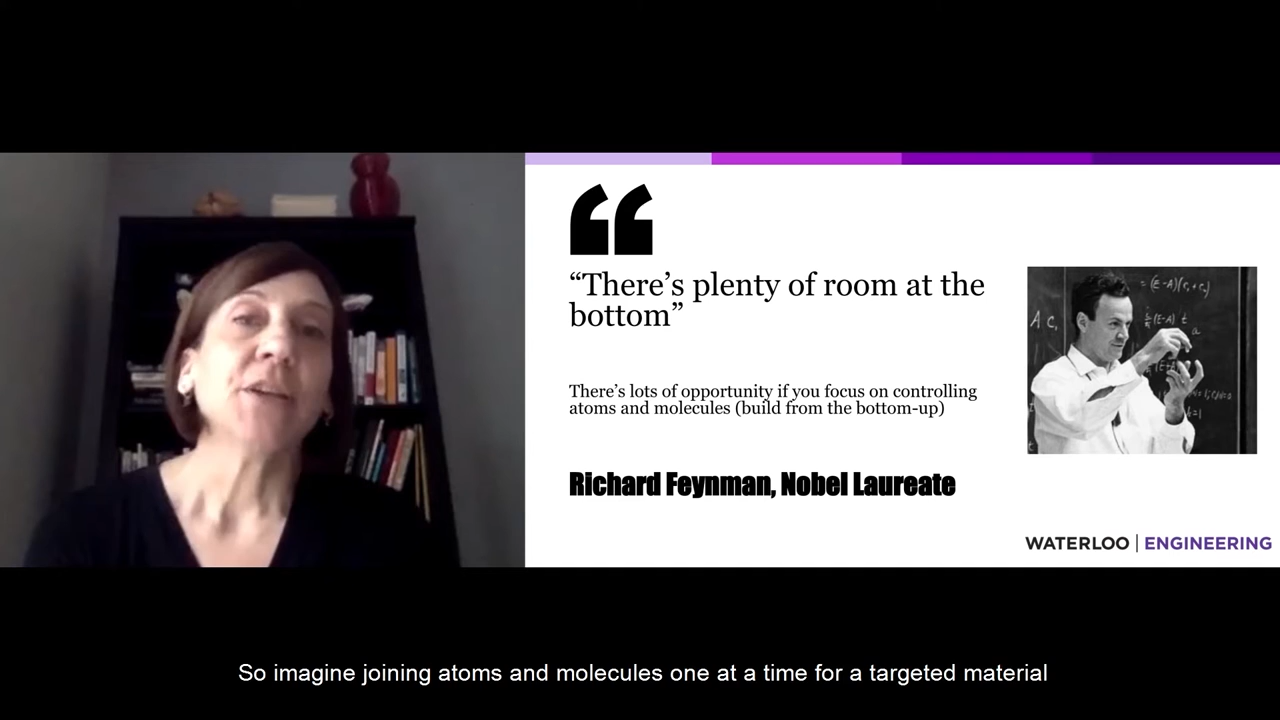 “There’s plenty of room at the
bottom”
There’s lots of opportunity if you focus on controlling
atoms and molecules (build from the bottom-up)
Richard Feynman, Nobel Laureate
WATERLOO | ENGINEERING
So imagine joining atoms and molecules one at a time for a targeted material